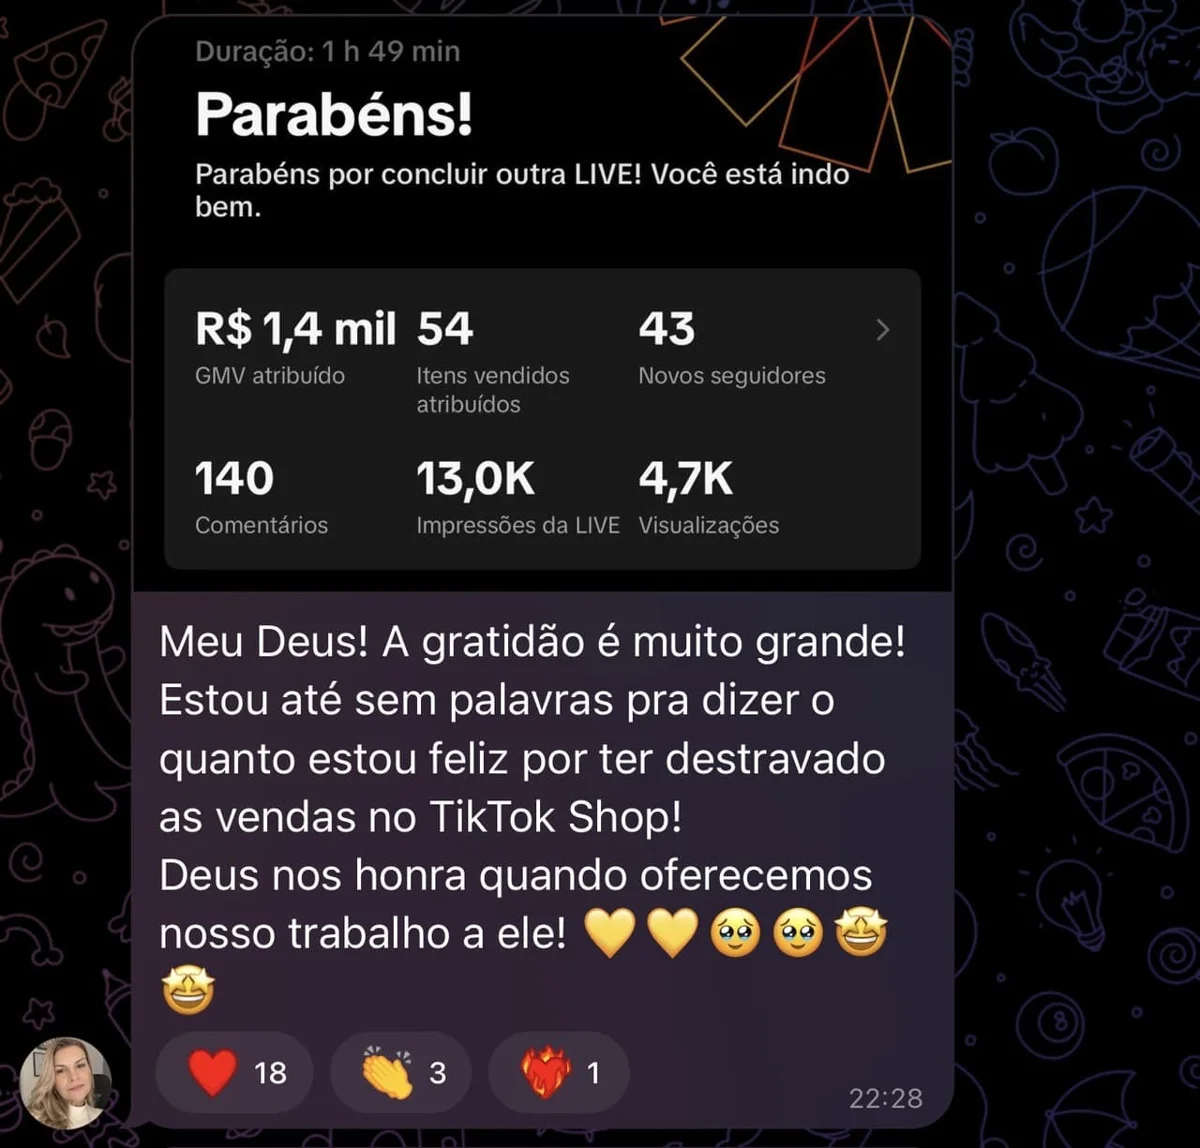 Duração: 1 h 49 min
Parabéns!
Parabéns por concluir outra LIVE! Você está indo
bem.
R$ 1,4 mil 54 43
GMV atribuído Itens vendidos Novos seguidores
atribuídos
140 13,0K 4,7K
Comentários Impressões da LIVE Visualizações
Meu Deus! A gratidão é muito grande!
Estou até sem palavras pra dizer o
quanto estou feliz por ter destravado
as vendas no TikTok Shop!
Deus nos honra quando oferecemos
nosso trabalho a ele! 💛💛🥹🥹🤩
🤩
❤️ 18 👏 3 ❤️‍🔥 1
22:28